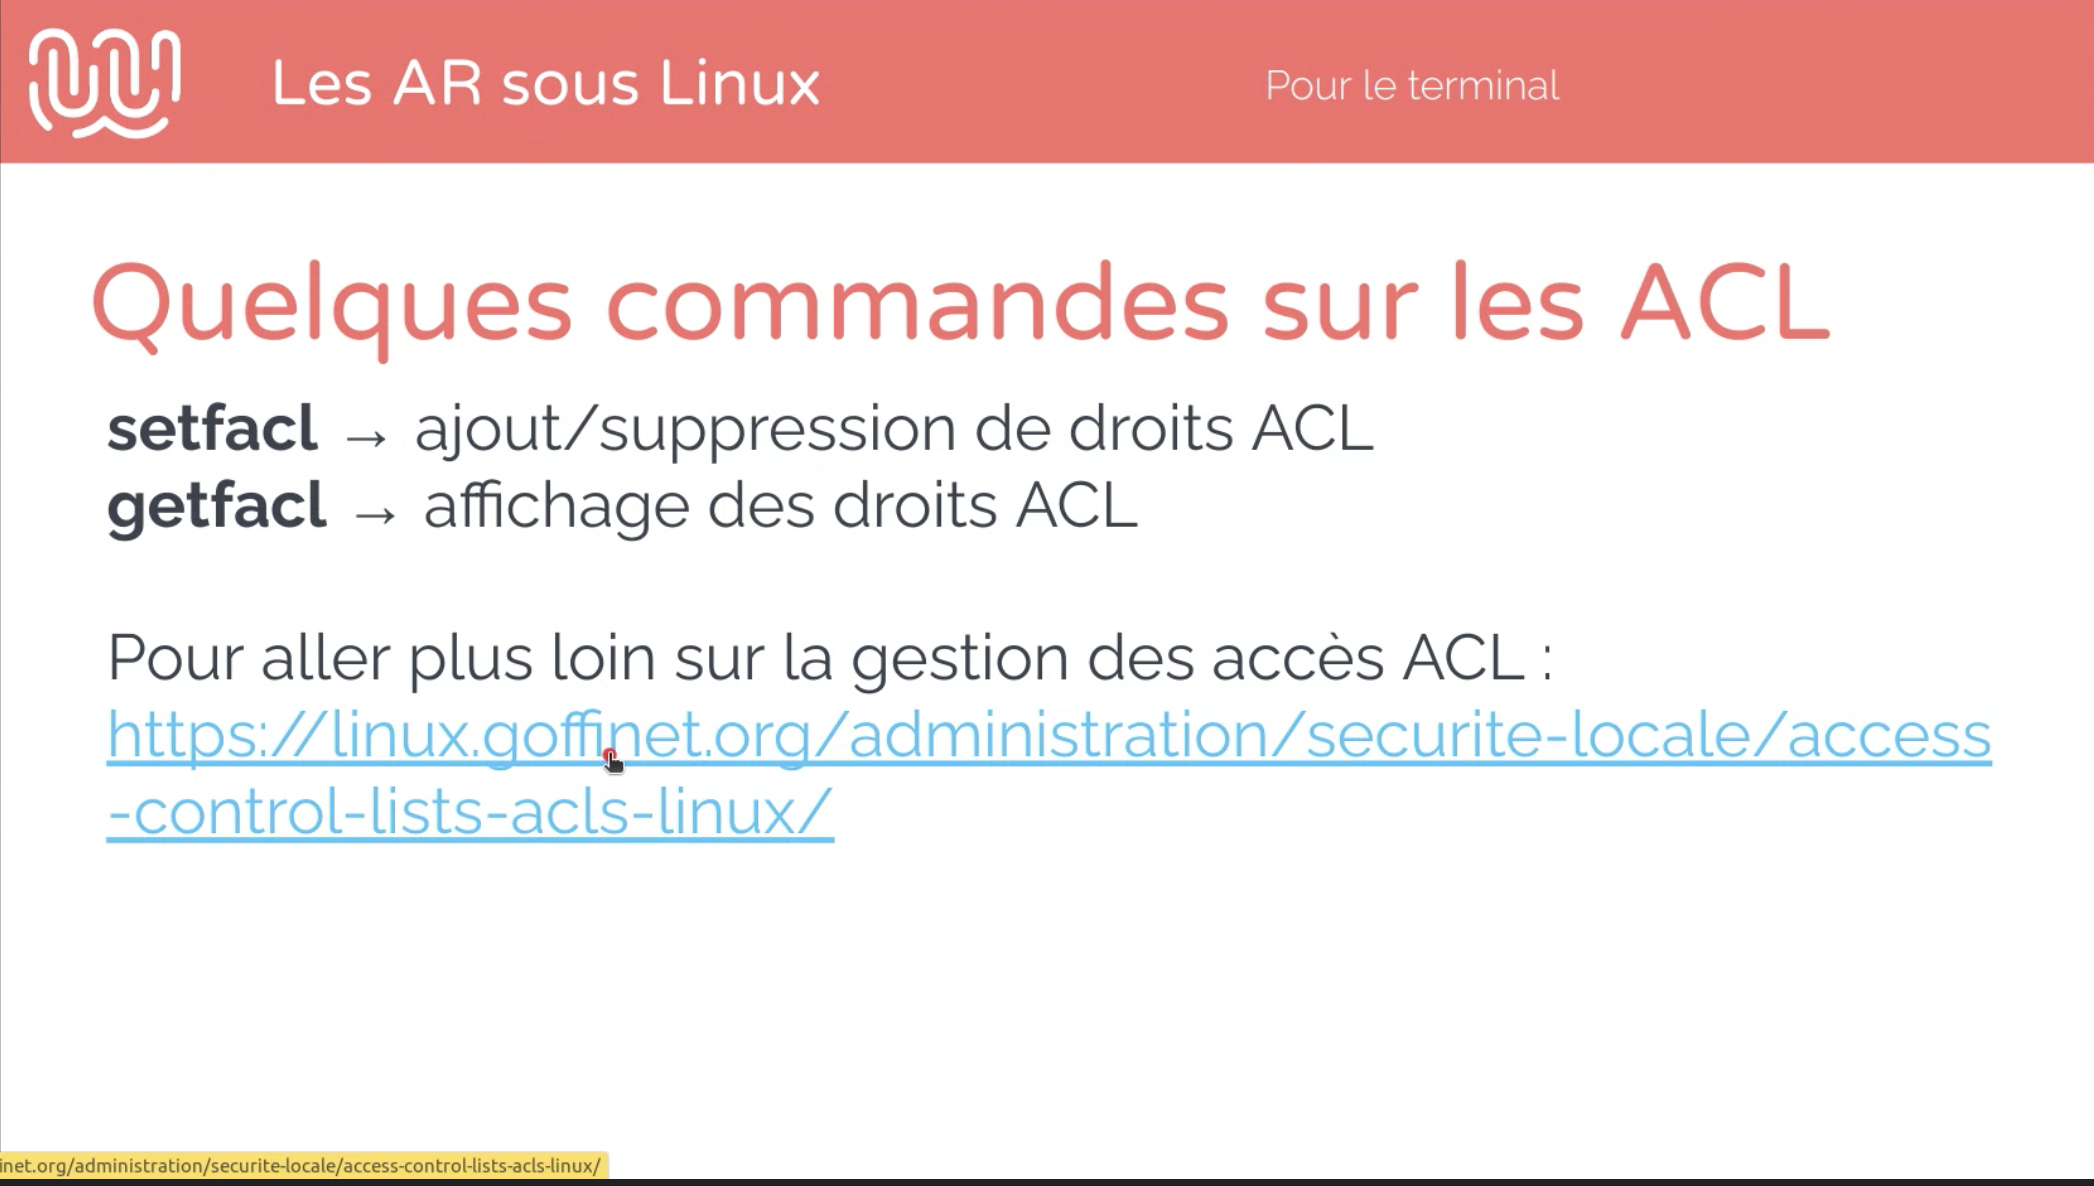 Les AR sous Linux
Pour le terminal
Quelques commandes sur les ACL
setfacl → ajout/suppression de droits ACL
getfacl → affichage des droits ACL
Pour aller plus loin sur la gestion des accès ACL :
https://linux.goffinet.org/administration/securite-locale/access
-control-lists-acls-linux/
inet.org/administration/securite-locale/access-control-lists-acls-linux/